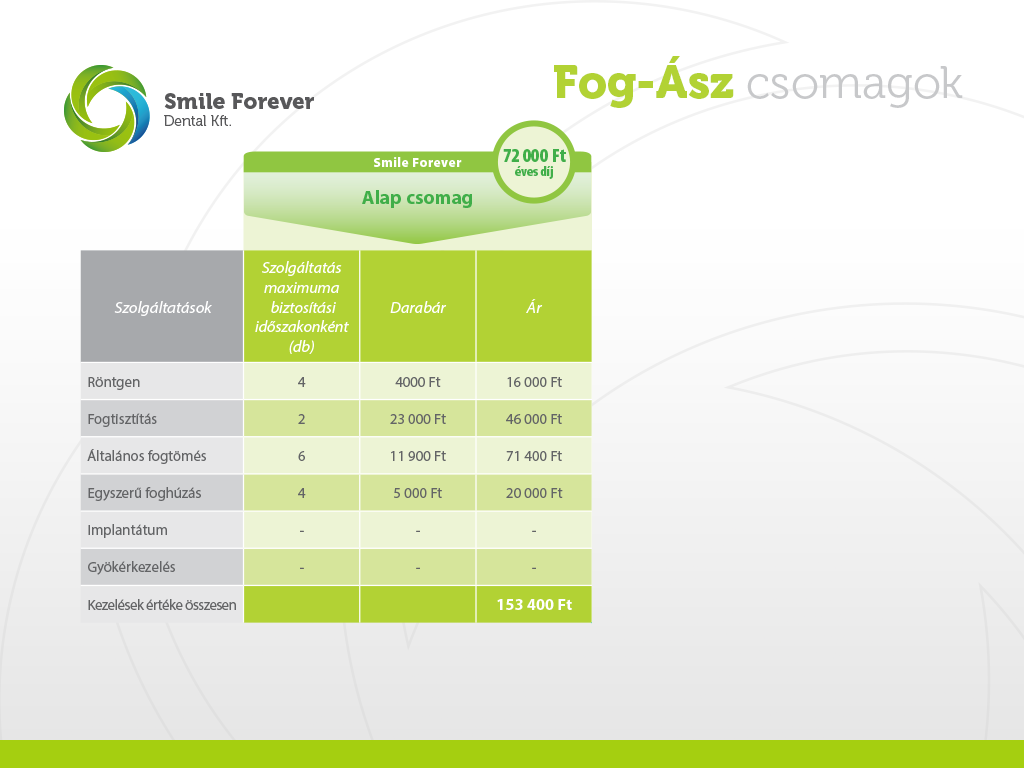 Smile Forever
Dental Kft.
Fog-Ász csomagok
Smile Forever
72 000 Ft
éves díj
Alap csomag
Szolgáltatások
Szolgáltatás
maximuma
biztosítási
időszakonként
(db)
Darabár
Ár
Röntgen 4 4000 Ft 16 000 Ft
Fogtisztítás 2 23 000 Ft 46 000 Ft
Általános fogtömés 6 11 900 Ft 71 400 Ft
Egyszerű foghúzás 4 5 000 Ft 20 000 Ft
Implantátum - - -
Gyökérkezelés - - -
Kezelések értéke összesen 153 400 Ft